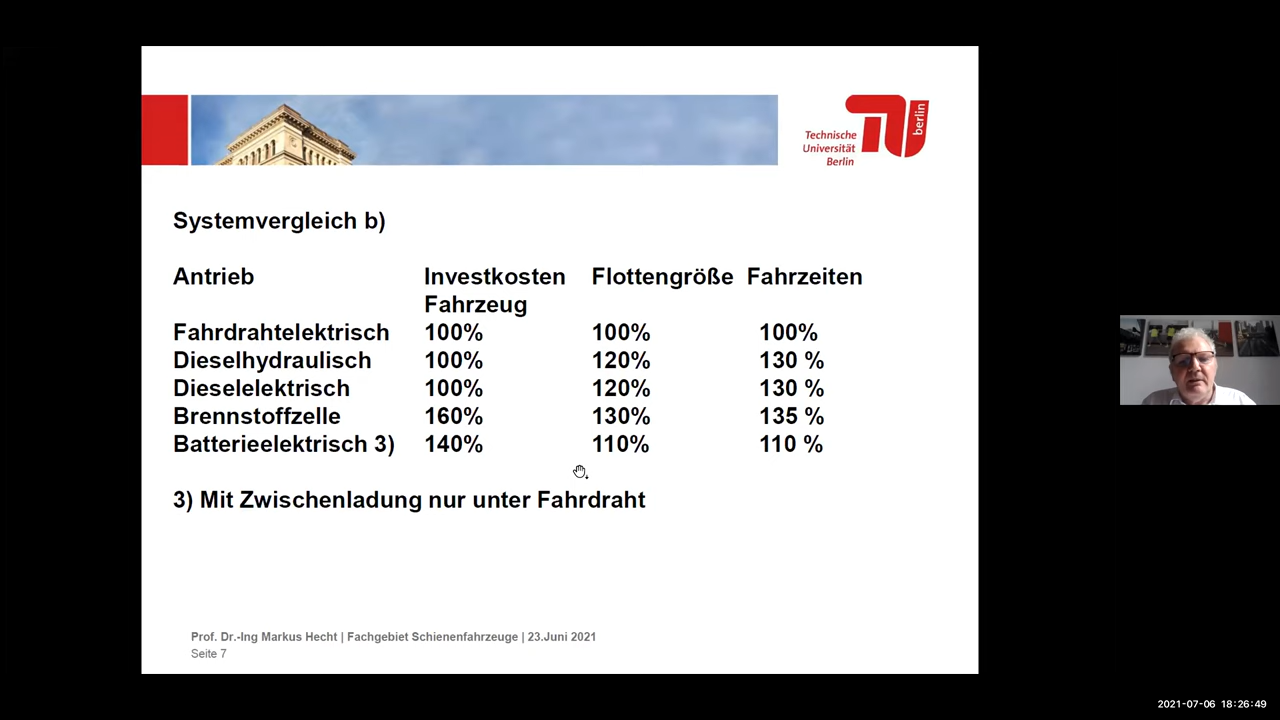 Technische
Universität
Berlin
berlin
Systemvergleich b)
Antrieb Investkosten Flottengröße Fahrzeiten
Fahrzeug
Fahrdrahtelektrisch 100% 100% 100%
Dieselhydraulisch 100% 120% 130 %
Dieselelektrisch 100% 120% 130 %
Brennstoffzelle 160% 130% 135 %
Batterieelektrisch 3) 140% 110% 110 %
3) Mit Zwischenladung nur unter Fahrdraht
Prof. Dr.-Ing Markus Hecht | Fachgebiet Schienenfahrzeuge | 23.Juni 2021
Seite 7
2021-07-06 18:26:49